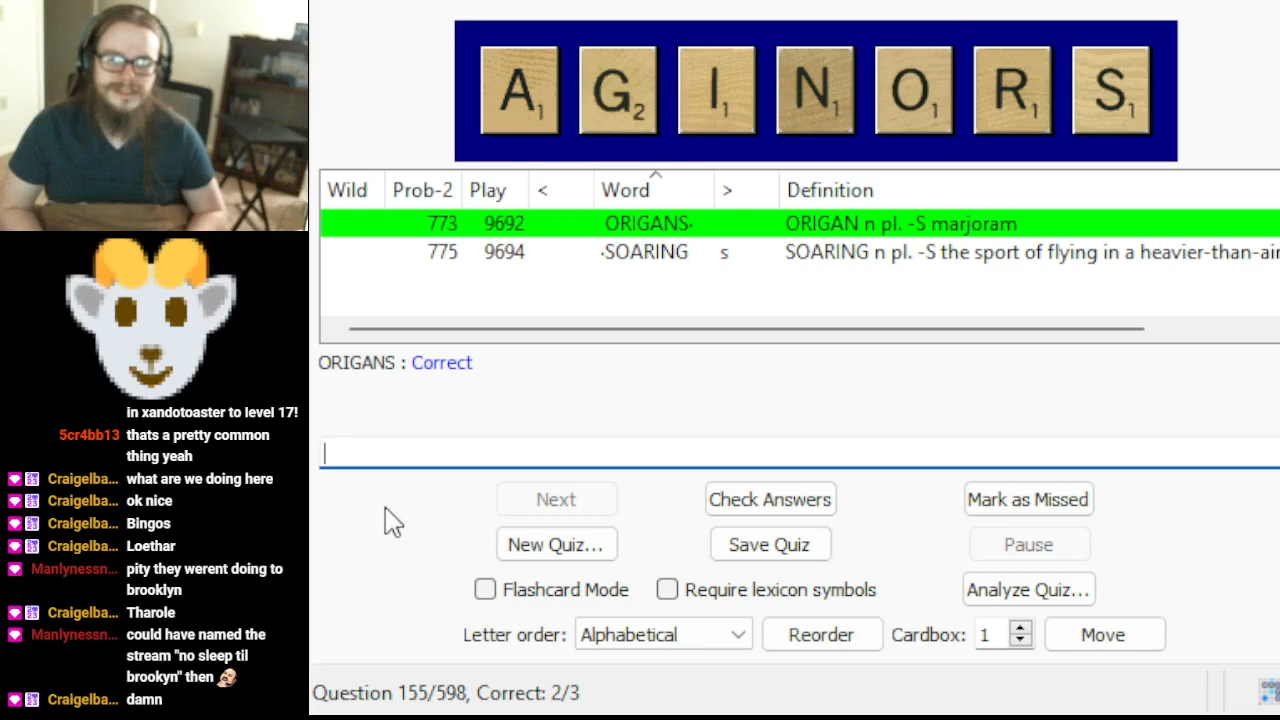 A1 G2 I1 N1 O1 R1 S1
Wild Prob-2 Play < Word > Definition
773 9692 ORIGANS· ORIGAN n pl. -S marjoram
775 9694 ·SOARING s SOARING n pl. -S the sport of flying in a heavier-than-air
ORIGANS : Correct
Next Check Answers Mark as Missed
New Quiz... Save Quiz Pause
Flashcard Mode Require lexicon symbols Analyze Quiz...
Letter order: Alphabetical Reorder Cardbox: 1 Move
Question 155/598, Correct: 2/3
in xandotoaster to level 17!
5cr4bb13 thats a pretty common
thing yeah
Craigelba... what are we doing here
Craigelba... ok nice
Craigelba... Bingos
Craigelba... Loethar
Manlynessn... pity they werent doing to
brooklyn
Craigelba... Tharole
Manlynessn... could have named the
stream "no sleep til
brookyn" then
Craigelba... damn